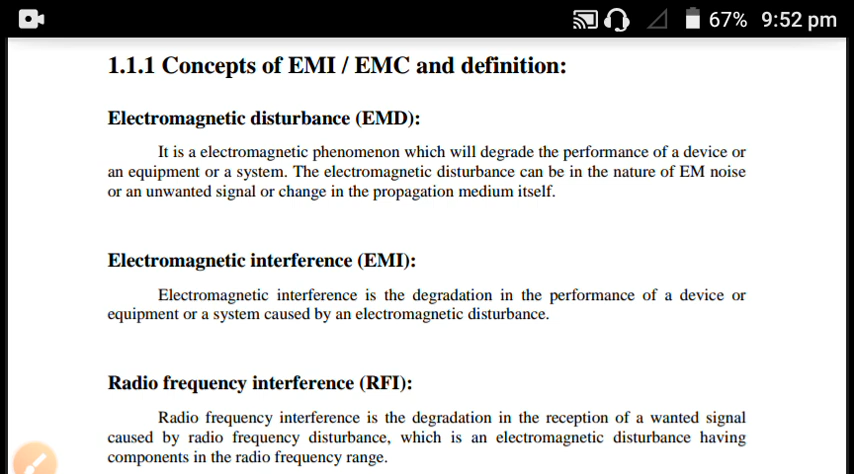 67% 9:52 pm
1.1.1 Concepts of EMI / EMC and definition:
Electromagnetic disturbance (EMD):
It is a electromagnetic phenomenon which will degrade the performance of a device or
an equipment or a system. The electromagnetic disturbance can be in the nature of EM noise
or an unwanted signal or change in the propagation medium itself.
Electromagnetic interference (EMI):
Electromagnetic interference is the degradation in the performance of a device or
equipment or a system caused by an electromagnetic disturbance.
Radio frequency interference (RFI):
Radio frequency interference is the degradation in the reception of a wanted signal
caused by radio frequency disturbance, which is an electromagnetic disturbance having
components in the radio frequency range.